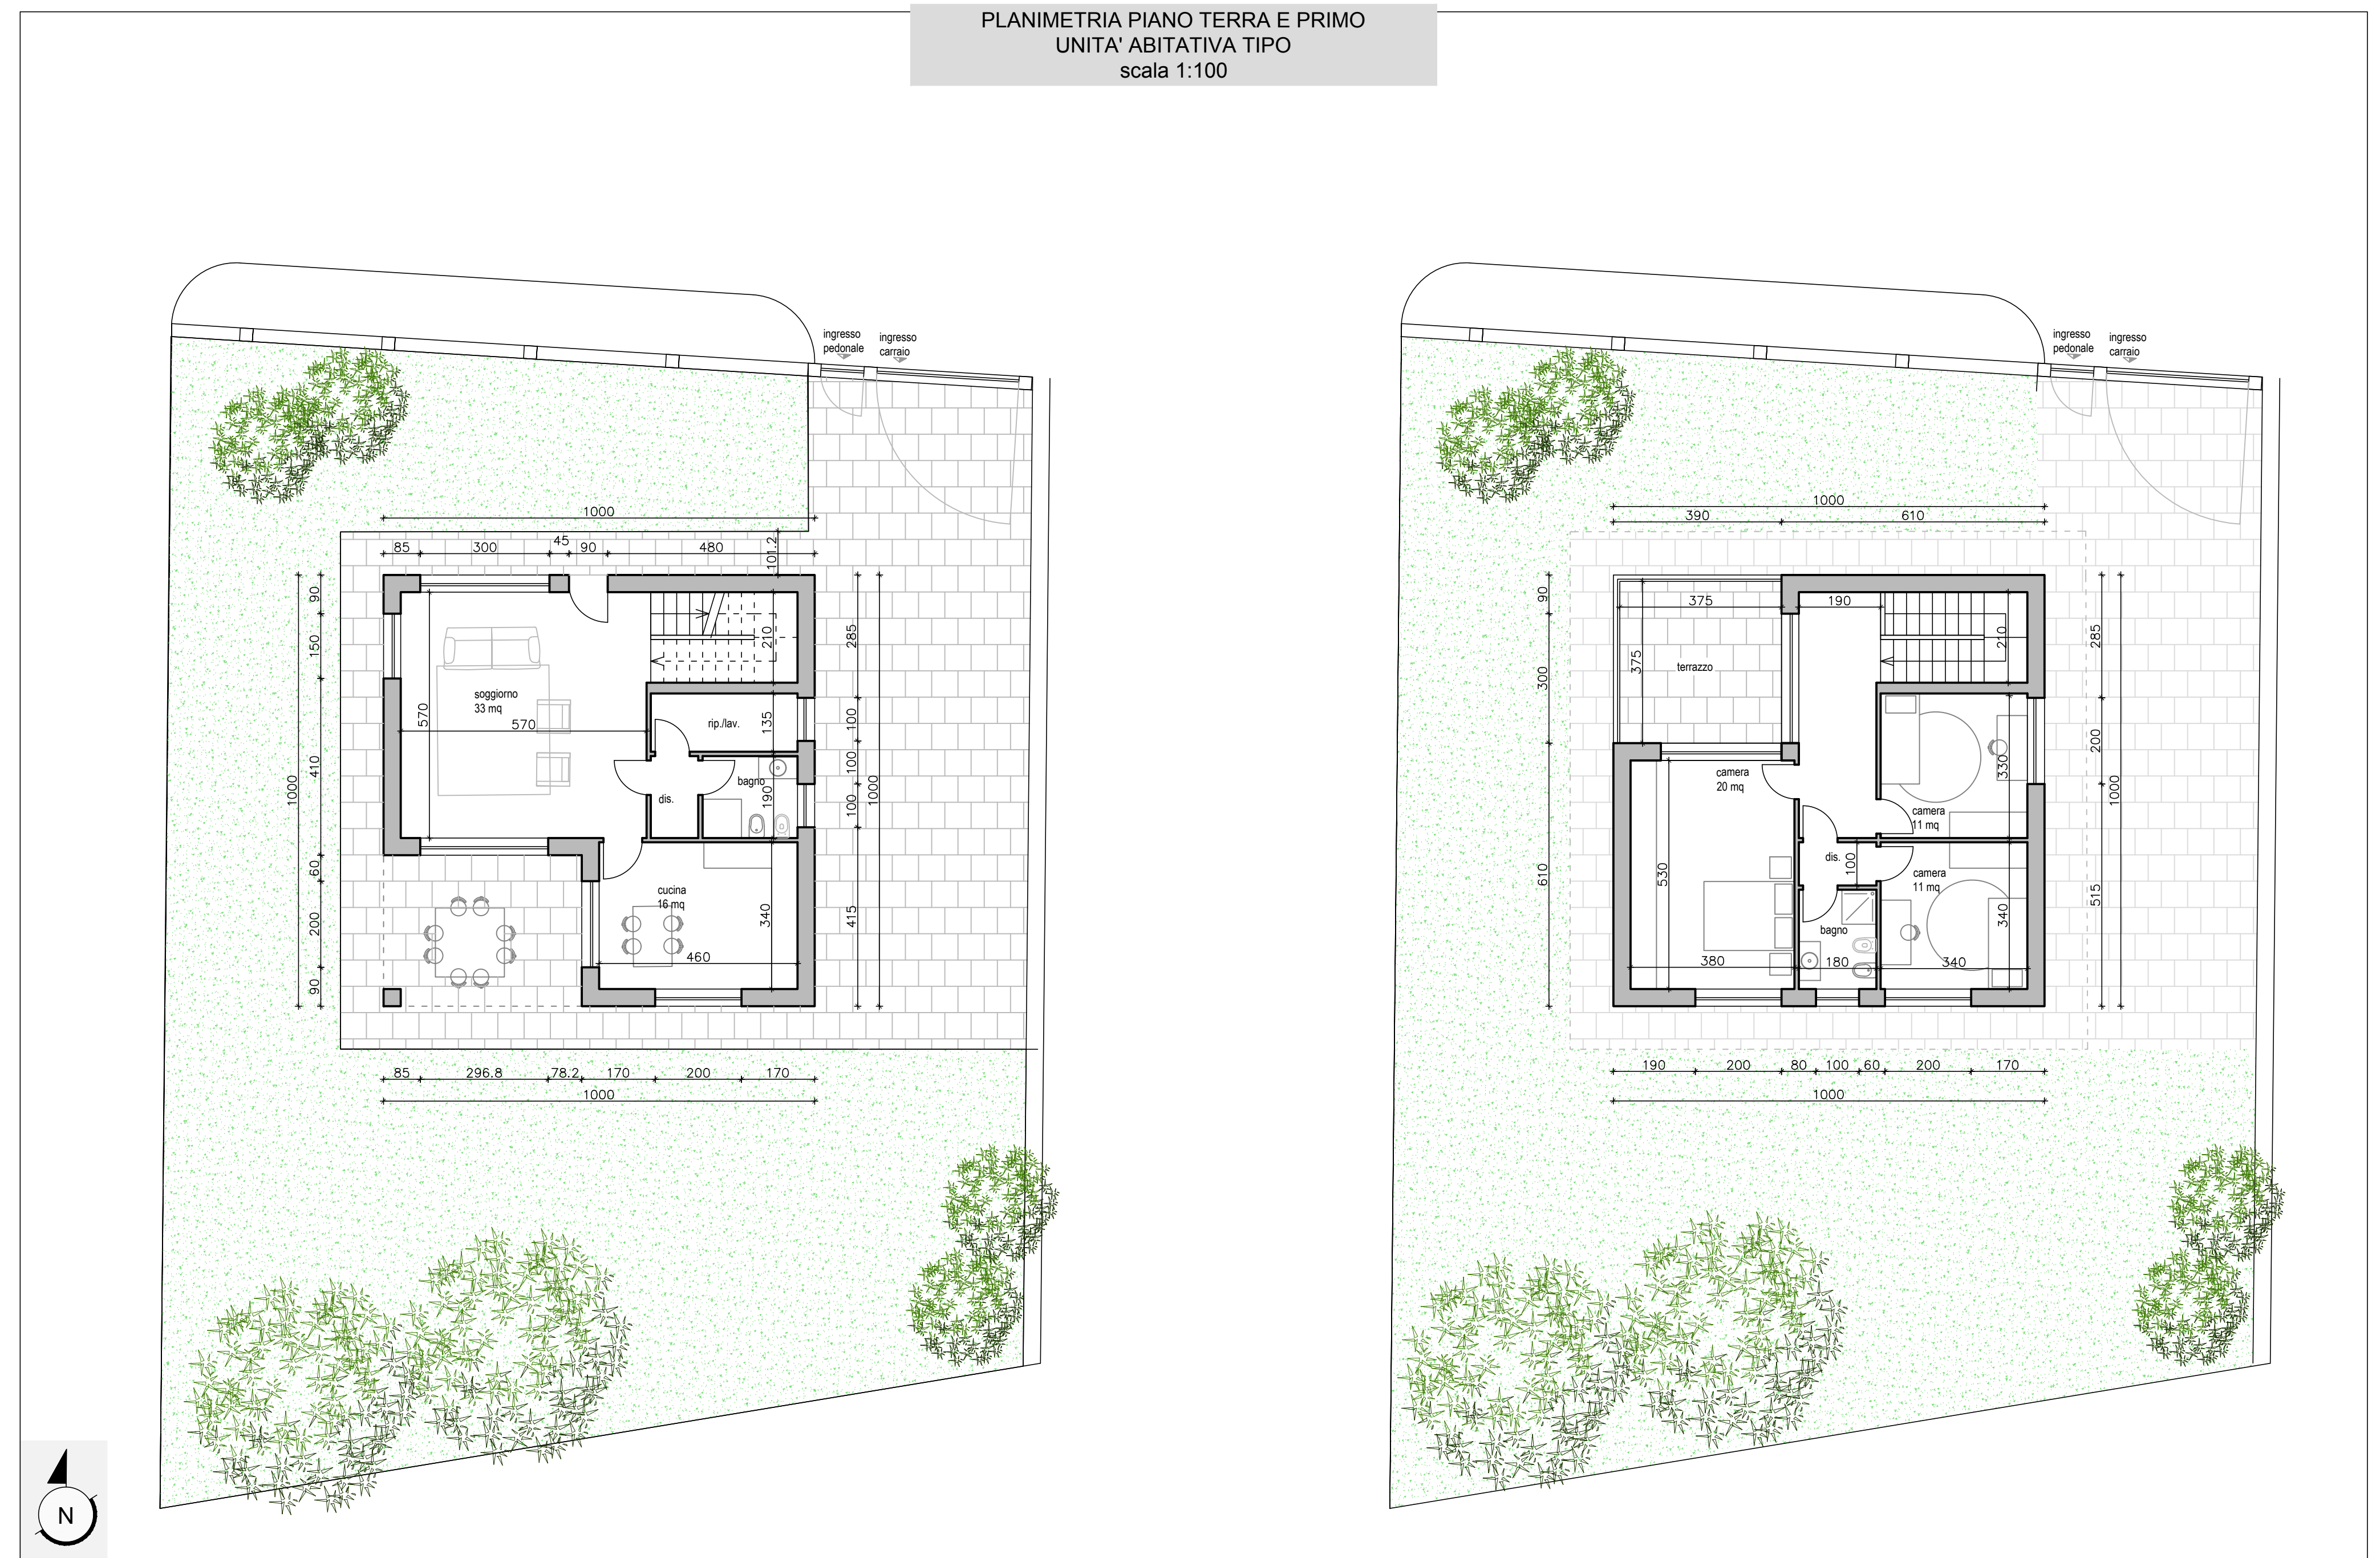 PLANIMETRIA PIANO TERRA E PRIMO
UNITA' ABITATIVA TIPO
scala 1:100
ingresso
pedonale
ingresso
carraio
1000
85
300
45
90
480
101.2
90
150
410
60
200
90
1000
soggiorno
33 mq
570
570
210
rip./lav.
135
bagno
190
dis.
cucina
16 mq
340
460
285
100
100
100
415
1000
85
296.8
78.2
170
200
170
1000
ingresso
pedonale
ingresso
carraio
1000
390
610
90
300
610
375
190
375
terrazzo
210
camera
20 mq
530
380
camera
11 mq
330
dis.
100
camera
11 mq
340
bagno
180
340
285
200
515
1000
190
200
80
100
60
200
170
1000
N